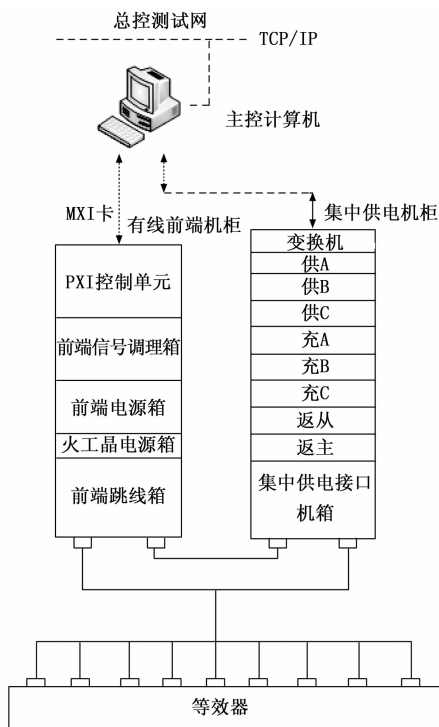 总控测试网
TCP/IP
主控计算机
MXI卡
有线前端机柜
集中供电机柜
PXI控制单元
前端信号调理箱
前端电源箱
火工晶电源箱
前端跳线箱
变换机
供A
供B
供C
充A
充B
充C
返从
返主
集中供电接口
机箱
等效器